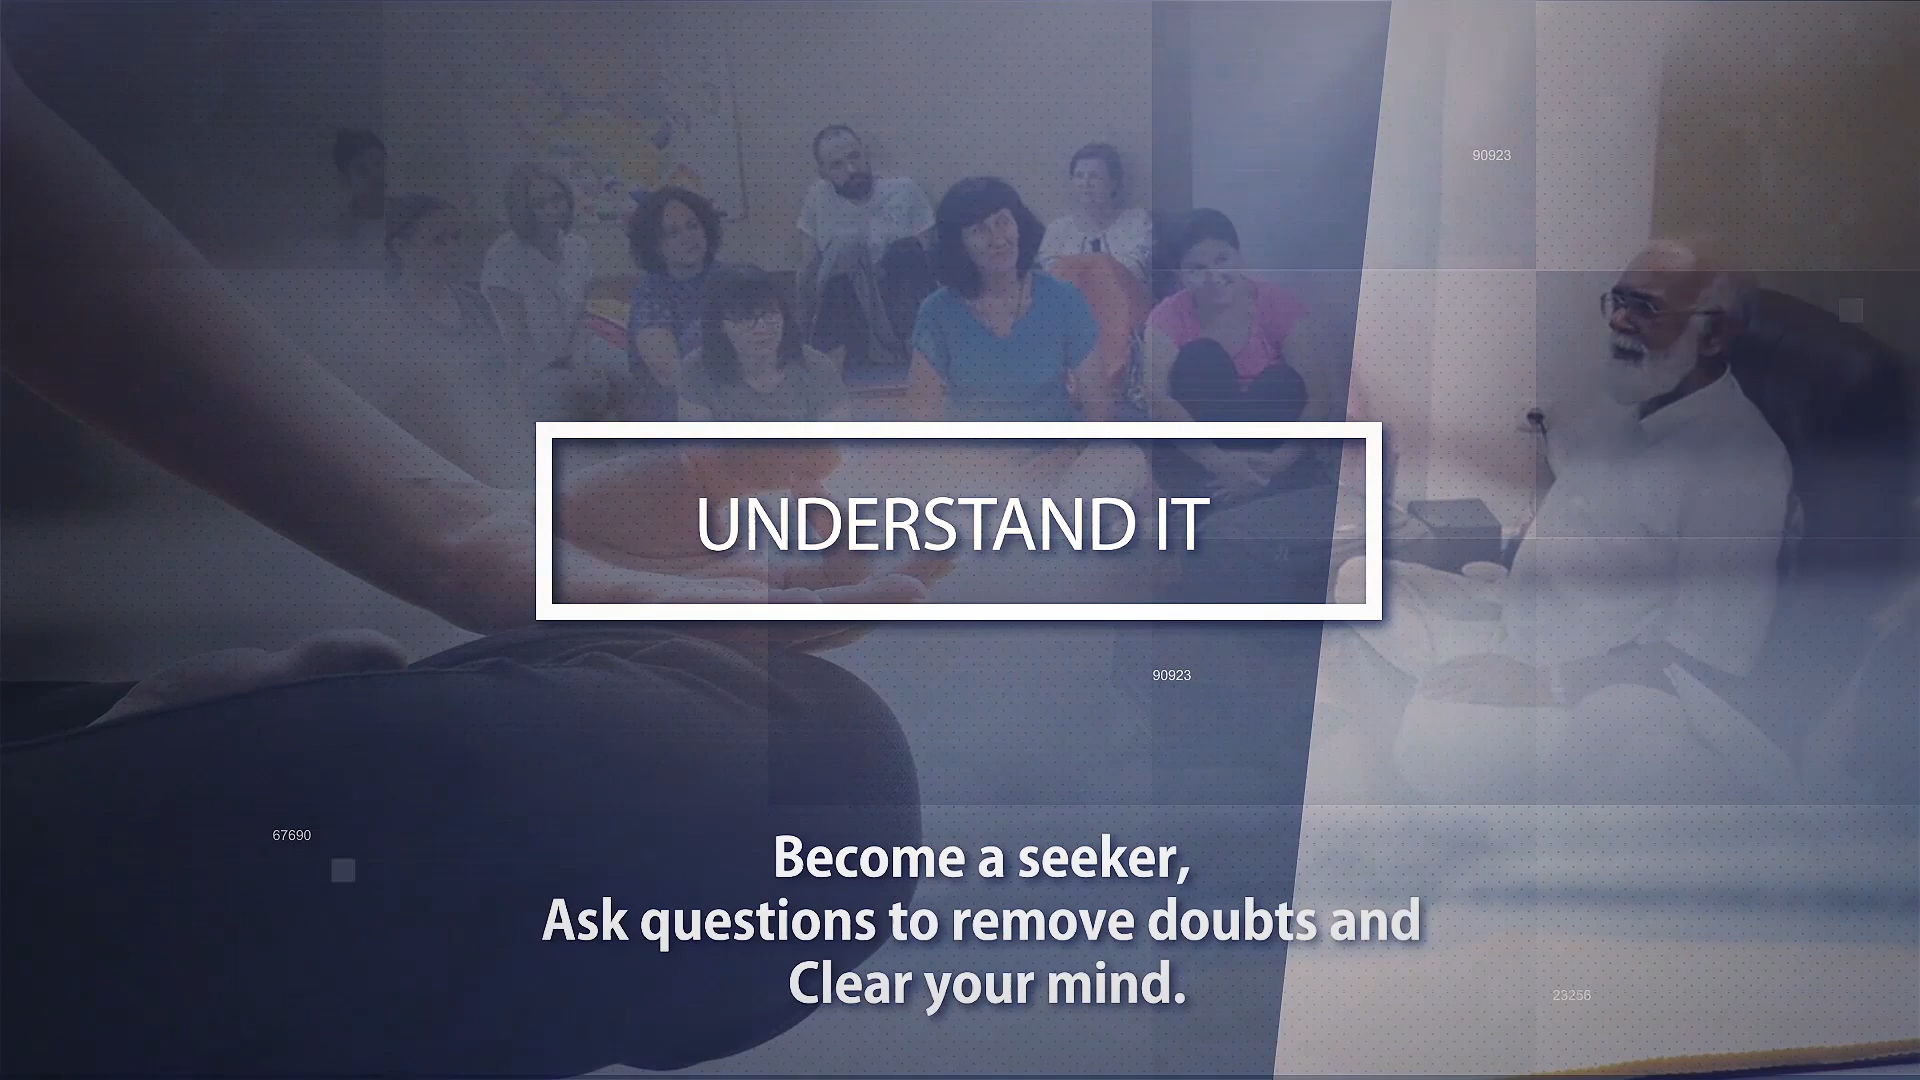 90923
UNDERSTAND IT
90923
67690
Become a seeker,
Ask questions to remove doubts and
Clear your mind.
23256